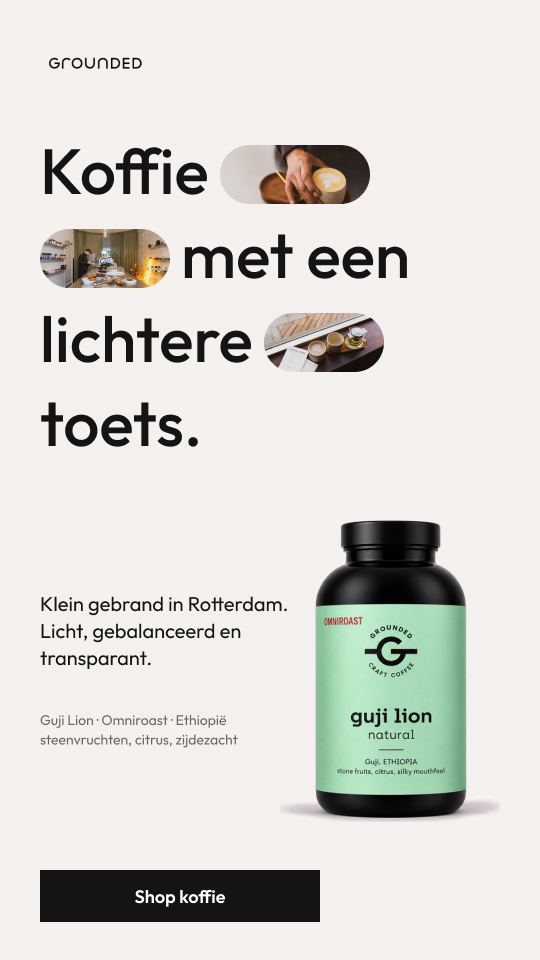 GROUNDED
Koffie
met een
lichtere
toets.
Klein gebrand in Rotterdam.
Licht, gebalanceerd en
transparant.
Guji Lion · Omniroast · Ethiopië
steenvruchten, citrus, zijdezacht
OMNIROAST
GROUNDED
G
CRAFT COFFEE
guji lion
natural
Guji, ETHIOPIA
stone fruits, citrus, silky mouthfeel
Shop koffie